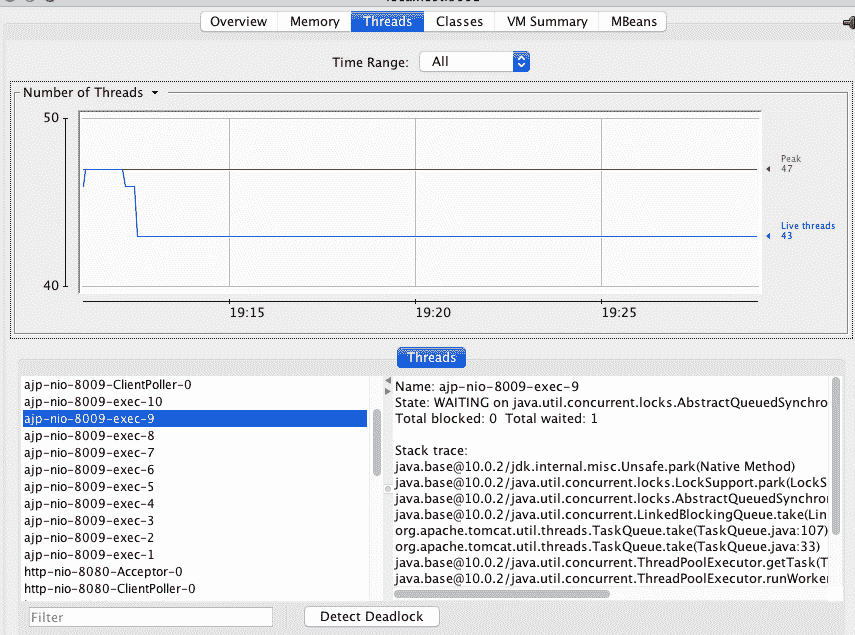 Overview Memory Threads Classes VM Summary MBeans
Time Range: All
Number of Threads
50
Peak
47
Live threads
43
40
19:15 19:20 19:25
Threads
ajp-nio-8009-ClientPoller-0
ajp-nio-8009-exec-10
ajp-nio-8009-exec-9
ajp-nio-8009-exec-8
ajp-nio-8009-exec-7
ajp-nio-8009-exec-6
ajp-nio-8009-exec-5
ajp-nio-8009-exec-4
ajp-nio-8009-exec-3
ajp-nio-8009-exec-2
ajp-nio-8009-exec-1
http-nio-8080-Acceptor-0
http-nio-8080-ClientPoller-0
Name: ajp-nio-8009-exec-9
State: WAITING on java.util.concurrent.locks.AbstractQueuedSynchro
Total blocked: 0 Total waited: 1
Stack trace:
java.base@10.0.2/jdk.internal.misc.Unsafe.park(Native Method)
java.base@10.0.2/java.util.concurrent.locks.LockSupport.park(LockS
java.base@10.0.2/java.util.concurrent.locks.AbstractQueuedSynchro
java.base@10.0.2/java.util.concurrent.LinkedBlockingQueue.take(Lin
org.apache.tomcat.util.threads.TaskQueue.take(TaskQueue.java:107)
org.apache.tomcat.util.threads.TaskQueue.take(TaskQueue.java:33)
java.base@10.0.2/java.util.concurrent.ThreadPoolExecutor.getTask(T
java.base@10.0.2/java.util.concurrent.ThreadPoolExecutor.runWorke
Filter
Detect Deadlock